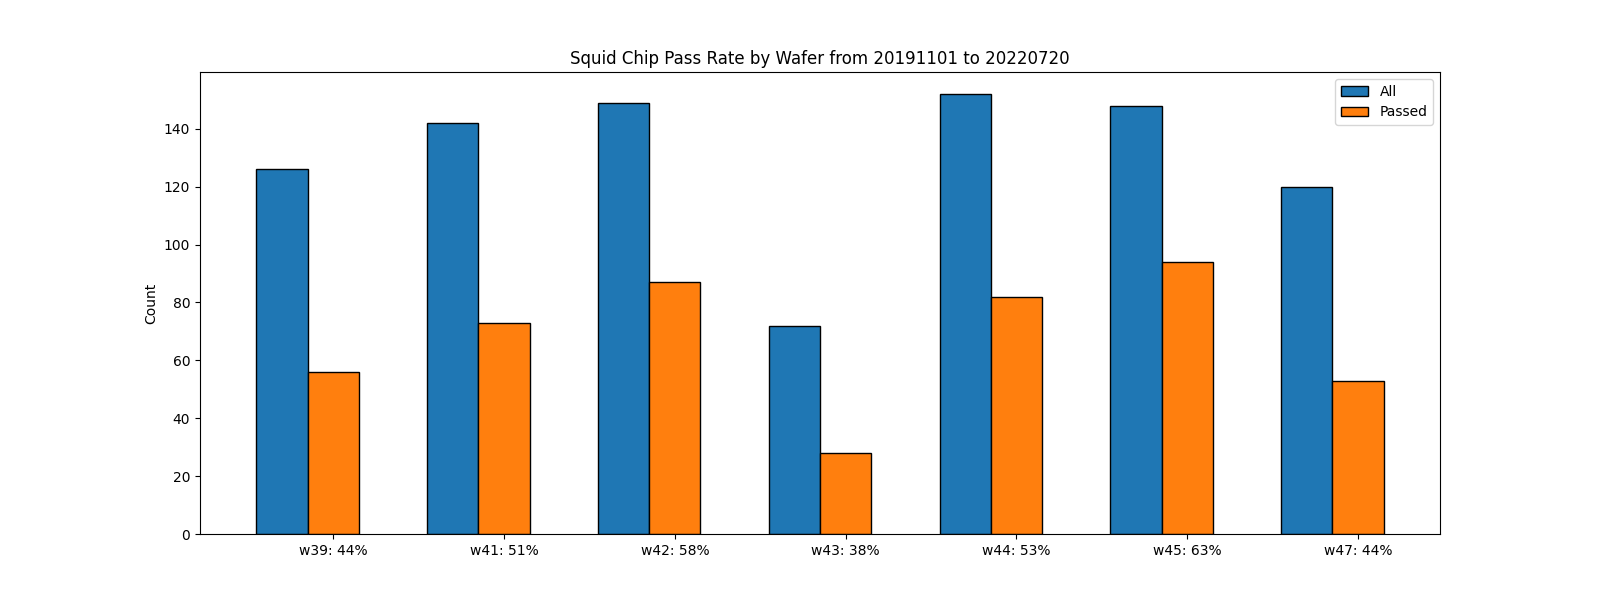 Squid Chip Pass Rate by Wafer from 20191101 to 20220720
All
Passed
Count
140
120
100
80
60
40
20
0
w39: 44%
w41: 51%
w42: 58%
w43: 38%
w44: 53%
w45: 63%
w47: 44%